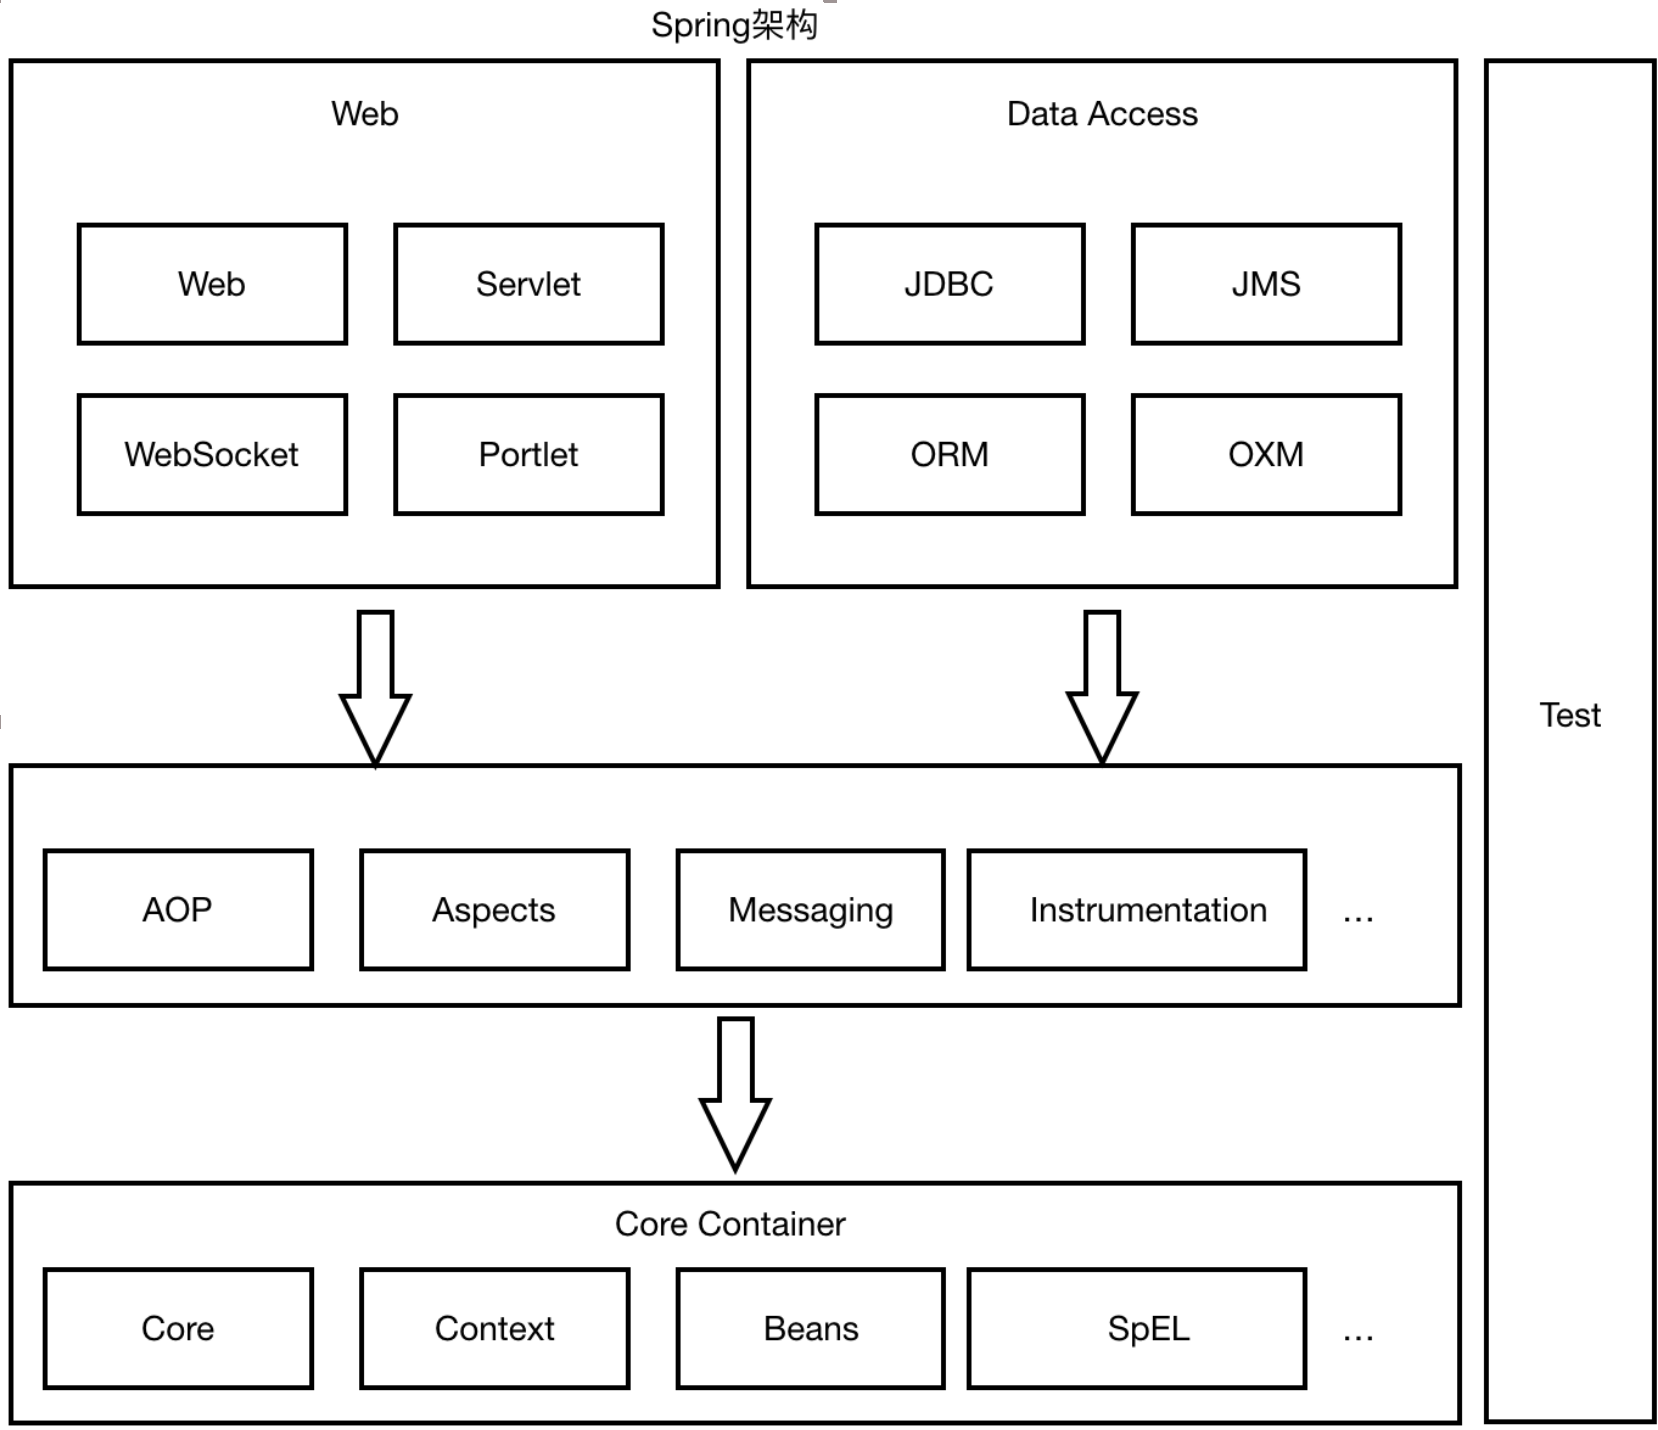 Spring架构
Web
Web
Servlet
WebSocket
Portlet
Data Access
JDBC
JMS
ORM
OXM
Test
AOP
Aspects
Messaging
Instrumentation
...
Core Container
Core
Context
Beans
SpEL
...